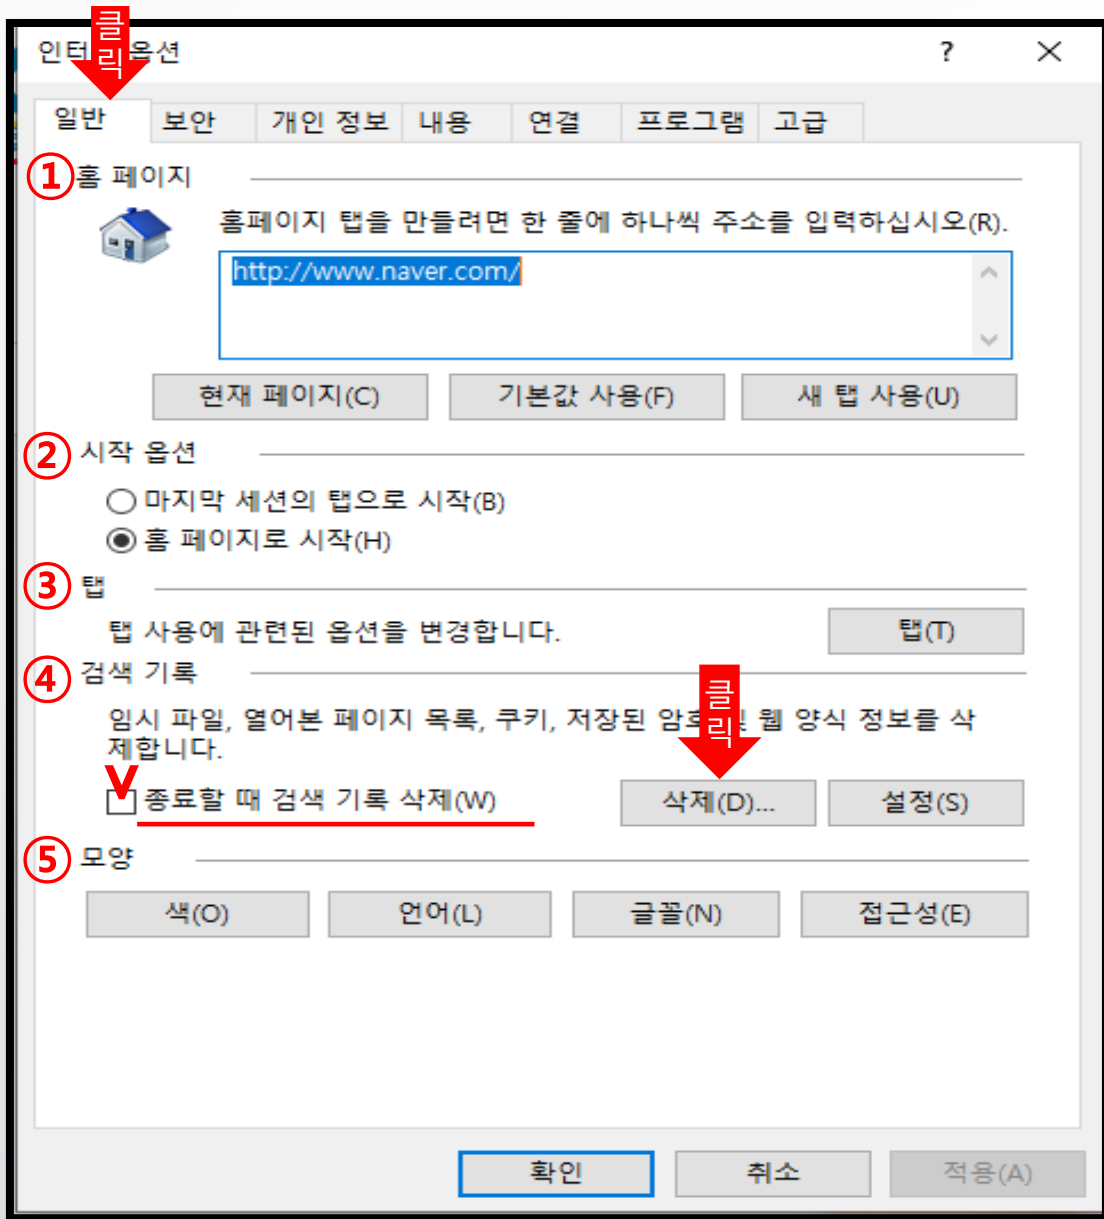 클
릭
인터 옵션
?
일반 보안 개인 정보 내용 연결 프로그램 고급
① 홈 페이지
홈페이지 탭을 만들려면 한 줄에 하나씩 주소를 입력하십시오(R).
http://www.naver.com/
현재 페이지(C) 기본값 사용(F) 새 탭 사용(U)
② 시작 옵션
마지막 세션의 탭으로 시작(B)
홈 페이지로 시작(H)
③ 탭
탭 사용에 관련된 옵션을 변경합니다. 탭(T)
④ 검색 기록
클
릭
임시 파일, 열어본 페이지 목록, 쿠키, 저장된 암호 및 웹 양식 정보를 삭
제합니다.
V
종료할 때 검색 기록 삭제(W) 삭제(D)... 설정(S)
⑤ 모양
색(O) 언어(L) 글꼴(N) 접근성(E)
확인 취소 적용(A)